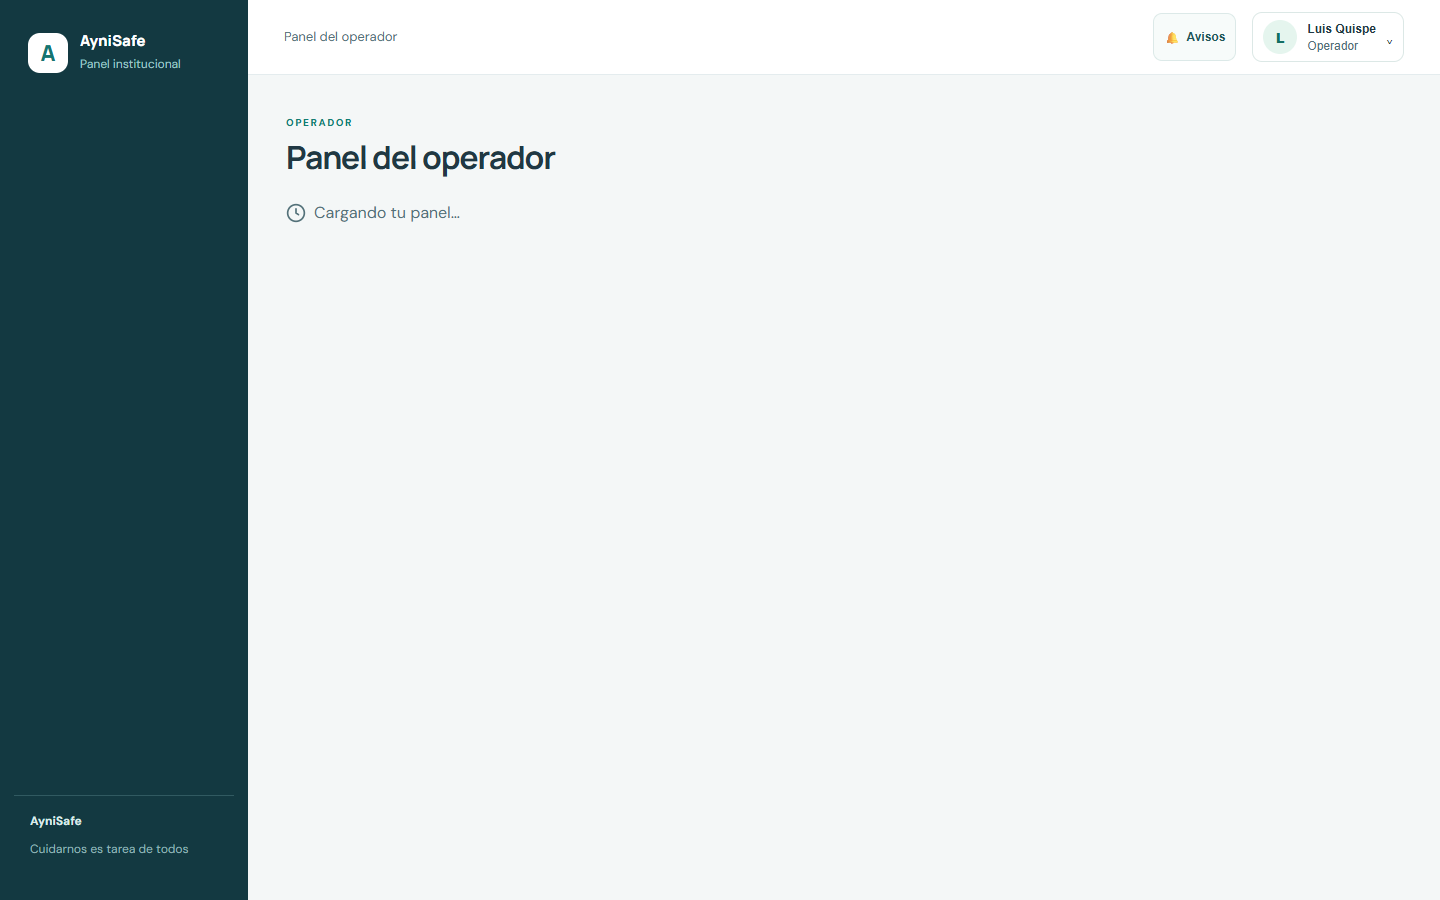 A
AyniSafe
Panel institucional
Panel del operador
Avisos
L
Luis Quispe
Operador
OPERADOR
Panel del operador
Cargando tu panel...
AyniSafe
Cuidarnos es tarea de todos